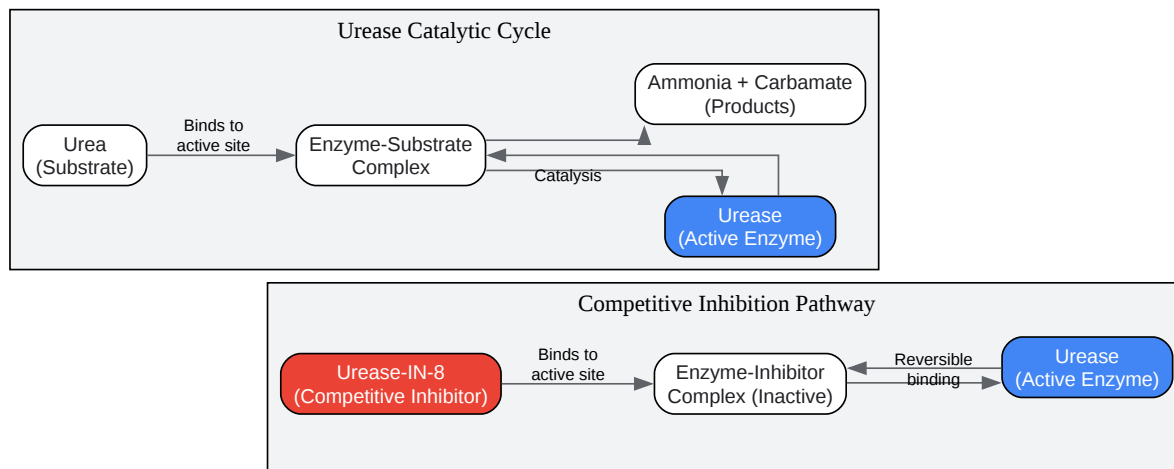 Urease Catalytic Cycle
Ammonia + Carbamate
(Products)
Urea
(Substrate)
Binds to
active site
Enzyme-Substrate
Complex
Catalysis
Urease
(Active Enzyme)
Competitive Inhibition Pathway
Urease-IN-8
(Competitive Inhibitor)
Binds to
active site
Enzyme-Inhibitor
Complex (Inactive)
Reversible
binding
Urease
(Active Enzyme)